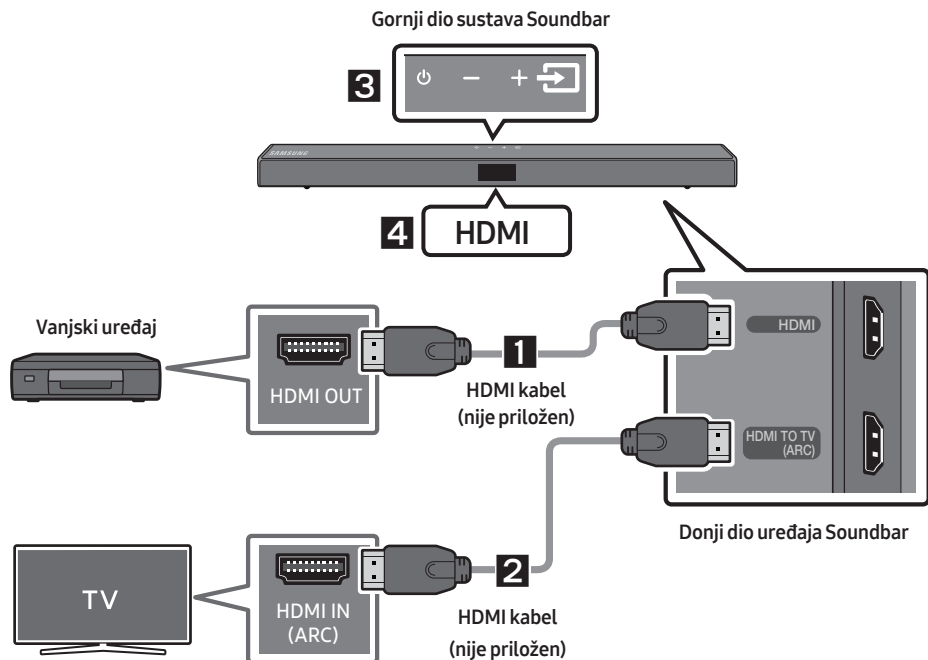 Gornji dio sustava Soundbar
3
SAMSUNG
4
HDMI
Vanjski uređaj
HDMI OUT
1
HDMI kabel
(nije priložen)
HDMI
HDMI TO TV
(ARC)
Donji dio uređaja Soundbar
TV
HDMI IN
(ARC)
2
HDMI kabel
(nije priložen)